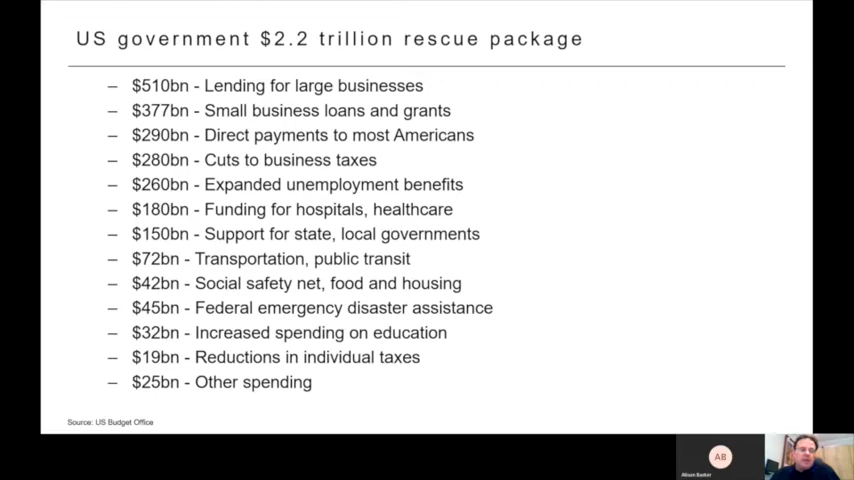 US government $2.2 trillion rescue package
– $510bn - Lending for large businesses
– $377bn - Small business loans and grants
– $290bn - Direct payments to most Americans
– $280bn - Cuts to business taxes
– $260bn - Expanded unemployment benefits
– $180bn - Funding for hospitals, healthcare
– $150bn - Support for state, local governments
– $72bn - Transportation, public transit
– $42bn - Social safety net, food and housing
– $45bn - Federal emergency disaster assistance
– $32bn - Increased spending on education
– $19bn - Reductions in individual taxes
– $25bn - Other spending
Source: US Budget Office
AB
Alison